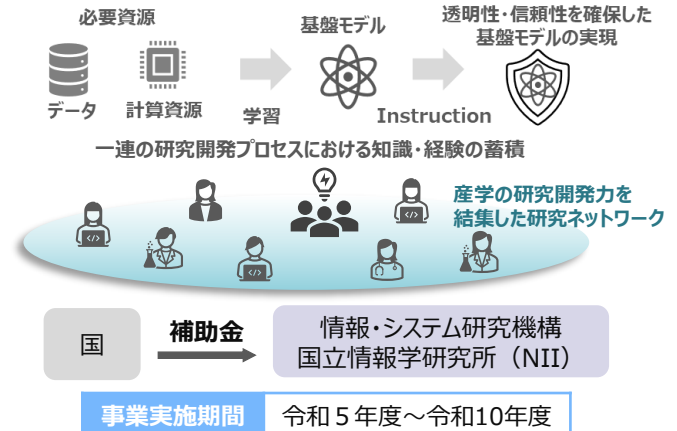 必要資源
データ
計算資源
学習
基盤モデル
Instruction
透明性・信頼性を確保した
基盤モデルの実現
一連の研究開発プロセスにおける知識・経験の蓄積
産学の研究開発力を
結集した研究ネットワーク
国
補助金
情報・システム研究機構
国立情報学研究所（NII）
事業実施期間
令和５年度～令和10年度